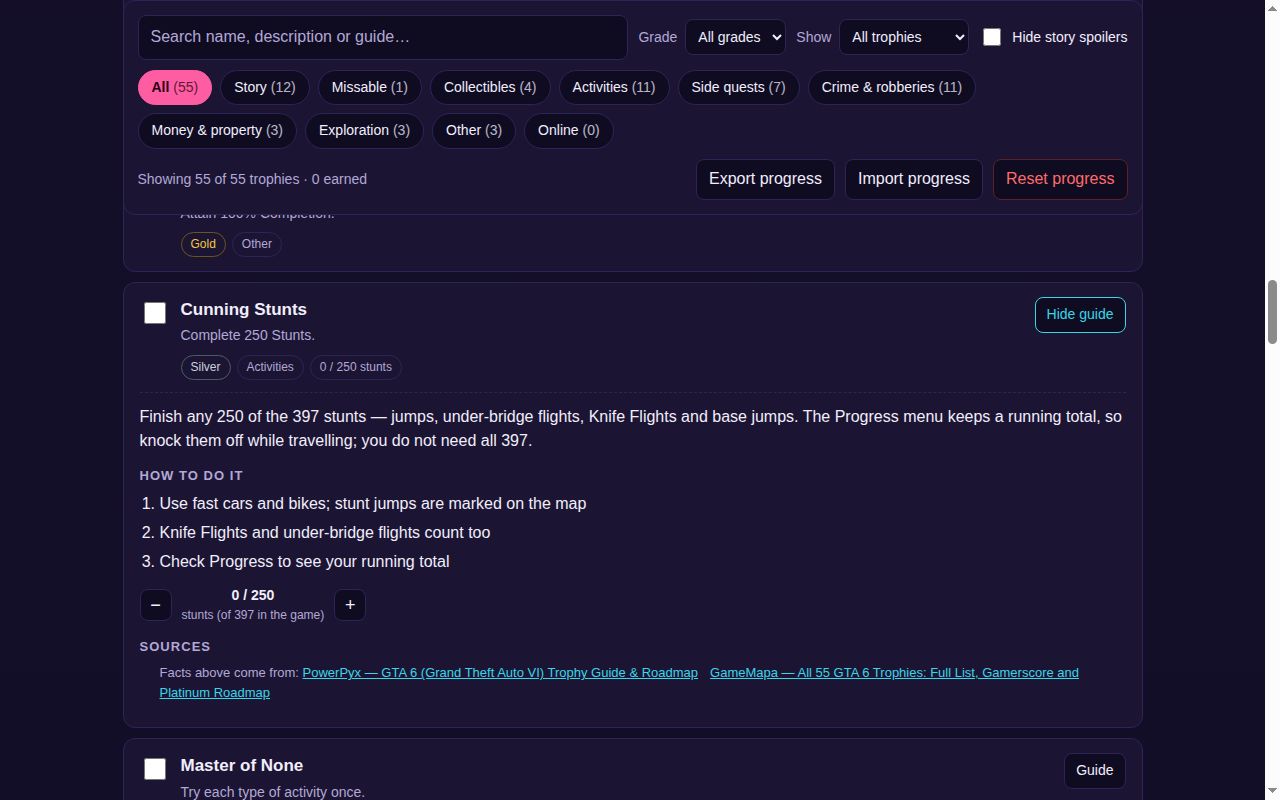 Search name, description or guide…
Grade All grades Show All trophies Hide story spoilers
All (55) Story (12) Missable (1) Collectibles (4) Activities (11) Side quests (7) Crime & robberies (11)
Money & property (3) Exploration (3) Other (3) Online (0)
Showing 55 of 55 trophies · 0 earned Export progress Import progress Reset progress
Attain 100% Completion.
Gold Other
Cunning Stunts Hide guide
Complete 250 Stunts.
Silver Activities 0 / 250 stunts
Finish any 250 of the 397 stunts — jumps, under-bridge flights, Knife Flights and base jumps. The Progress menu keeps a running total, so
knock them off while travelling; you do not need all 397.
HOW TO DO IT
1. Use fast cars and bikes; stunt jumps are marked on the map
2. Knife Flights and under-bridge flights count too
3. Check Progress to see your running total
− 0 / 250 +
stunts (of 397 in the game)
SOURCES
Facts above come from: PowerPyx — GTA 6 (Grand Theft Auto VI) Trophy Guide & Roadmap GameMapa — All 55 GTA 6 Trophies: Full List, Gamerscore and
Platinum Roadmap
Master of None Guide
Try each type of activity once.